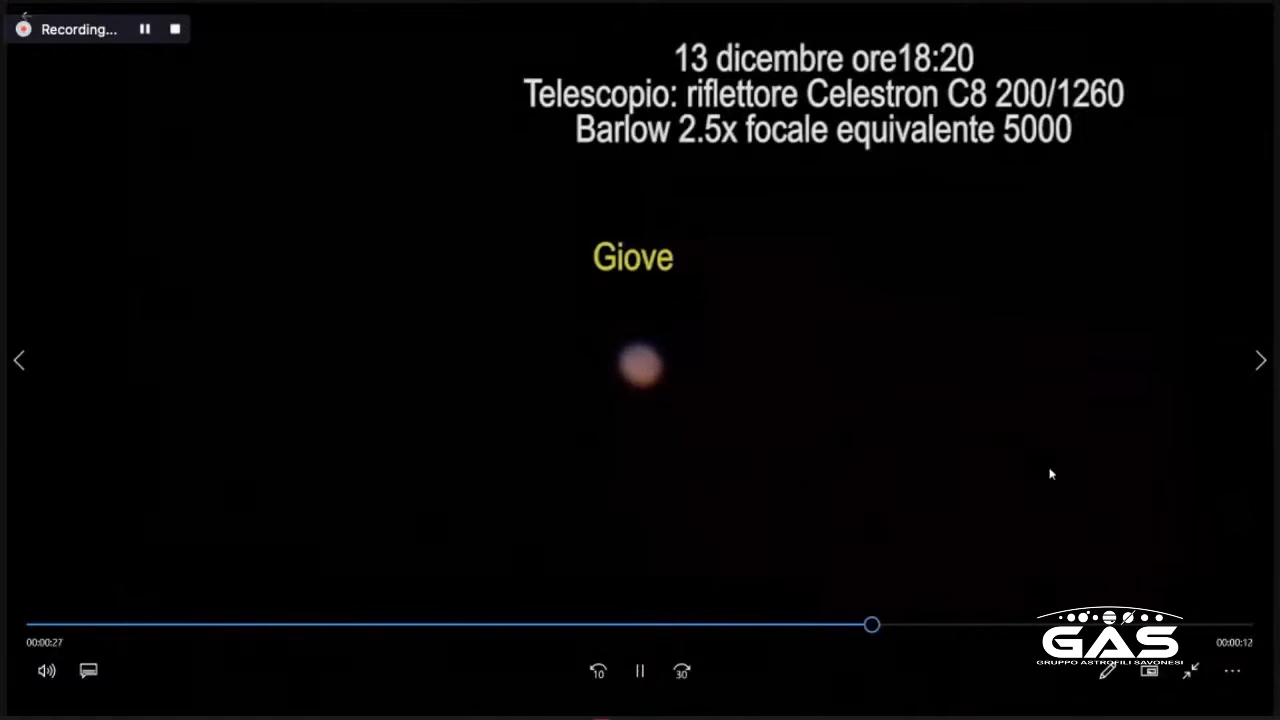 Recording...
13 dicembre ore18:20
Telescopio: riflettore Celestron C8 200/1260
Barlow 2.5x focale equivalente 5000
Giove
00:00:27
00:00:12
GAS
GRUPPO ASTROFILI SAVONESI
10
30